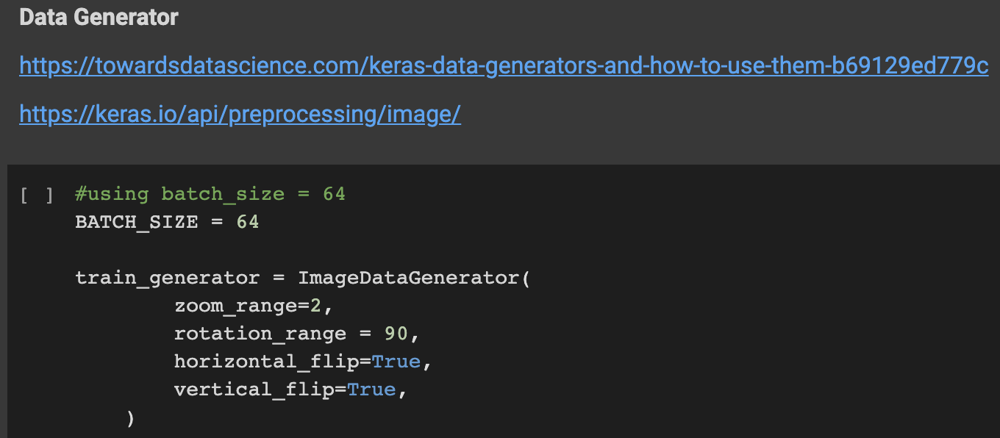 Data Generator
https://towardsdatascience.com/keras-data-generators-and-how-to-use-them-b69129ed779c
https://keras.io/api/preprocessing/image/
[ ] #using batch_size = 64
BATCH_SIZE = 64
train_generator = ImageDataGenerator(
zoom_range=2,
rotation_range = 90,
horizontal_flip=True,
vertical_flip=True,
)